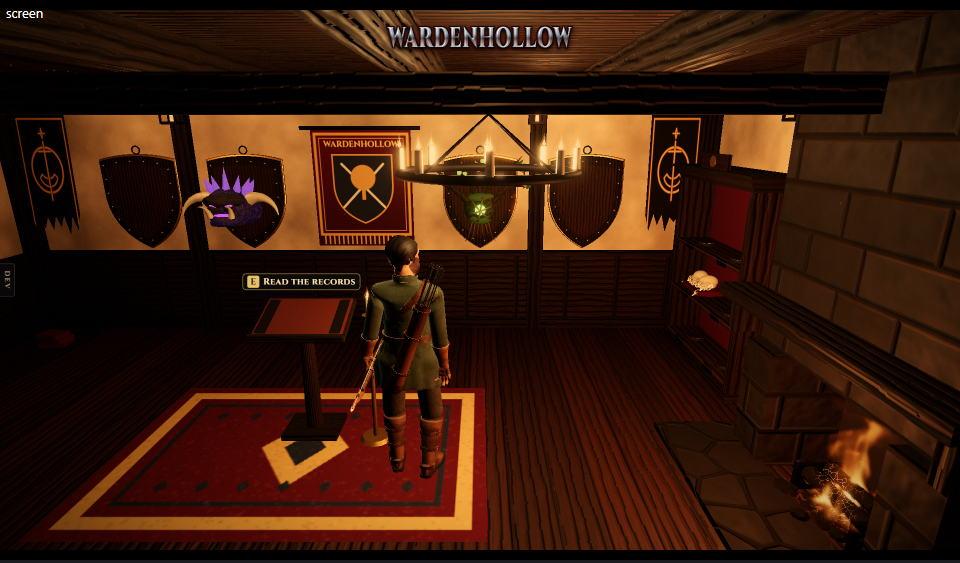 screen
WARDENHOLLOW
WARDENHOLLOW
E READ THE RECORDS
DEV